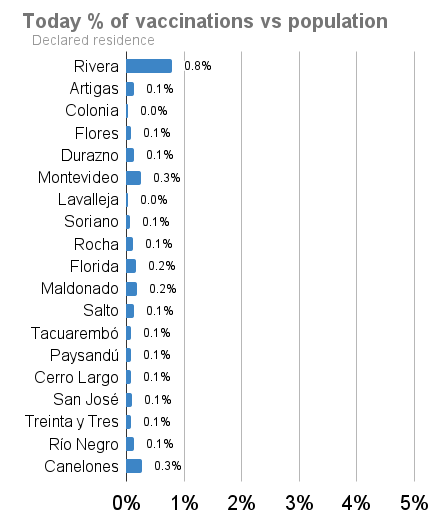 Today % of vaccinations vs population
Declared residence
Rivera 0.8%
Artigas 0.1%
Colonia 0.0%
Flores 0.1%
Durazno 0.1%
Montevideo 0.3%
Lavalleja 0.0%
Soriano 0.1%
Rocha 0.1%
Florida 0.2%
Maldonado 0.2%
Salto 0.1%
Tacuarembó 0.1%
Paysandú 0.1%
Cerro Largo 0.1%
San José 0.1%
Treinta y Tres 0.1%
Río Negro 0.1%
Canelones 0.3%
0% 1% 2% 3% 4% 5%